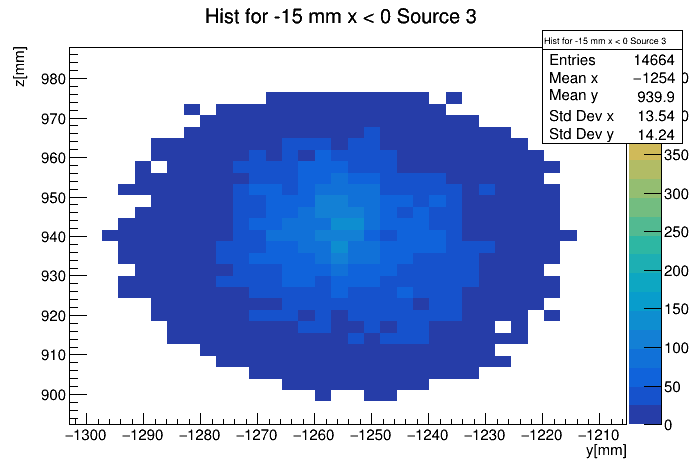 Hist for -15 mm x < 0 Source 3
z[mm]
Hist for -15 mm x < 0 Source 3
Entries 14664
Mean x −1254
Mean y 939.9
Std Dev x 13.54
Std Dev y 14.24
980
970
960
950
940
930
920
910
900
350
300
250
200
150
100
50
0
−1300 −1290 −1280 −1270 −1260 −1250 −1240 −1230 −1220 −1210
y[mm]